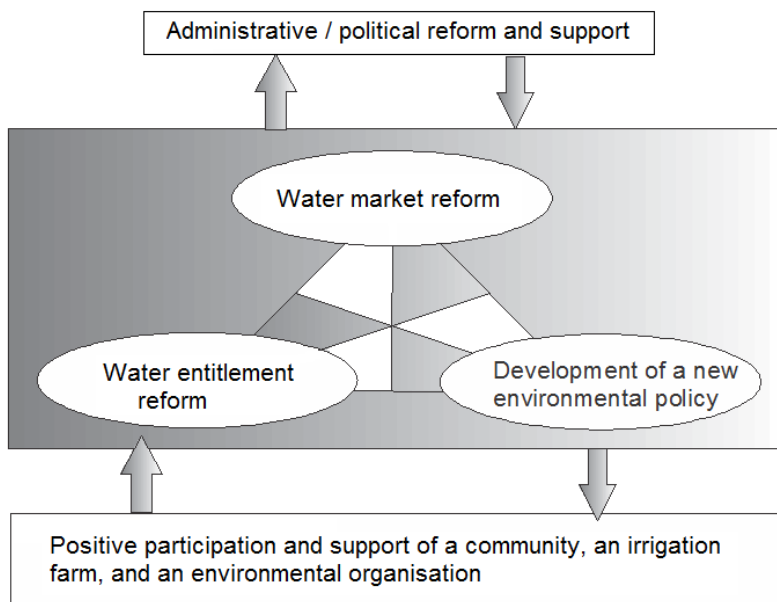 Administrative / political reform and support
Water market reform
Water entitlement
reform
Development of a new
environmental policy
Positive participation and support of a community, an irrigation
farm, and an environmental organisation